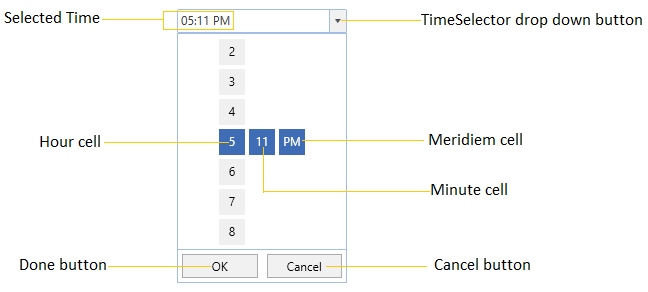 Selected Time
05:11 PM
TimeSelector drop down button
2
3
4
Hour cell
5 11 PM
Meridiem cell
6
Minute cell
7
8
Done button
OK
Cancel
Cancel button